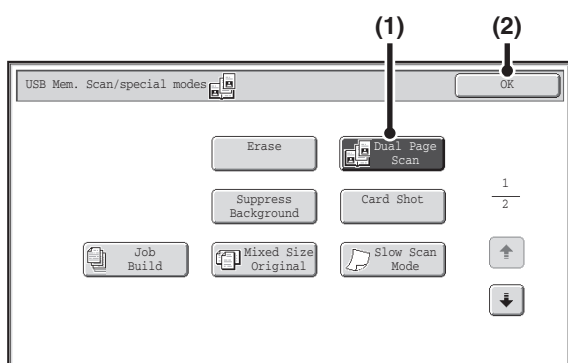 (1) (2)
USB Mem. Scan/special modes OK
Erase
Dual Page
Scan
Suppress
Background
Card Shot
1
2
Job
Build
Mixed Size
Original
Slow Scan
Mode